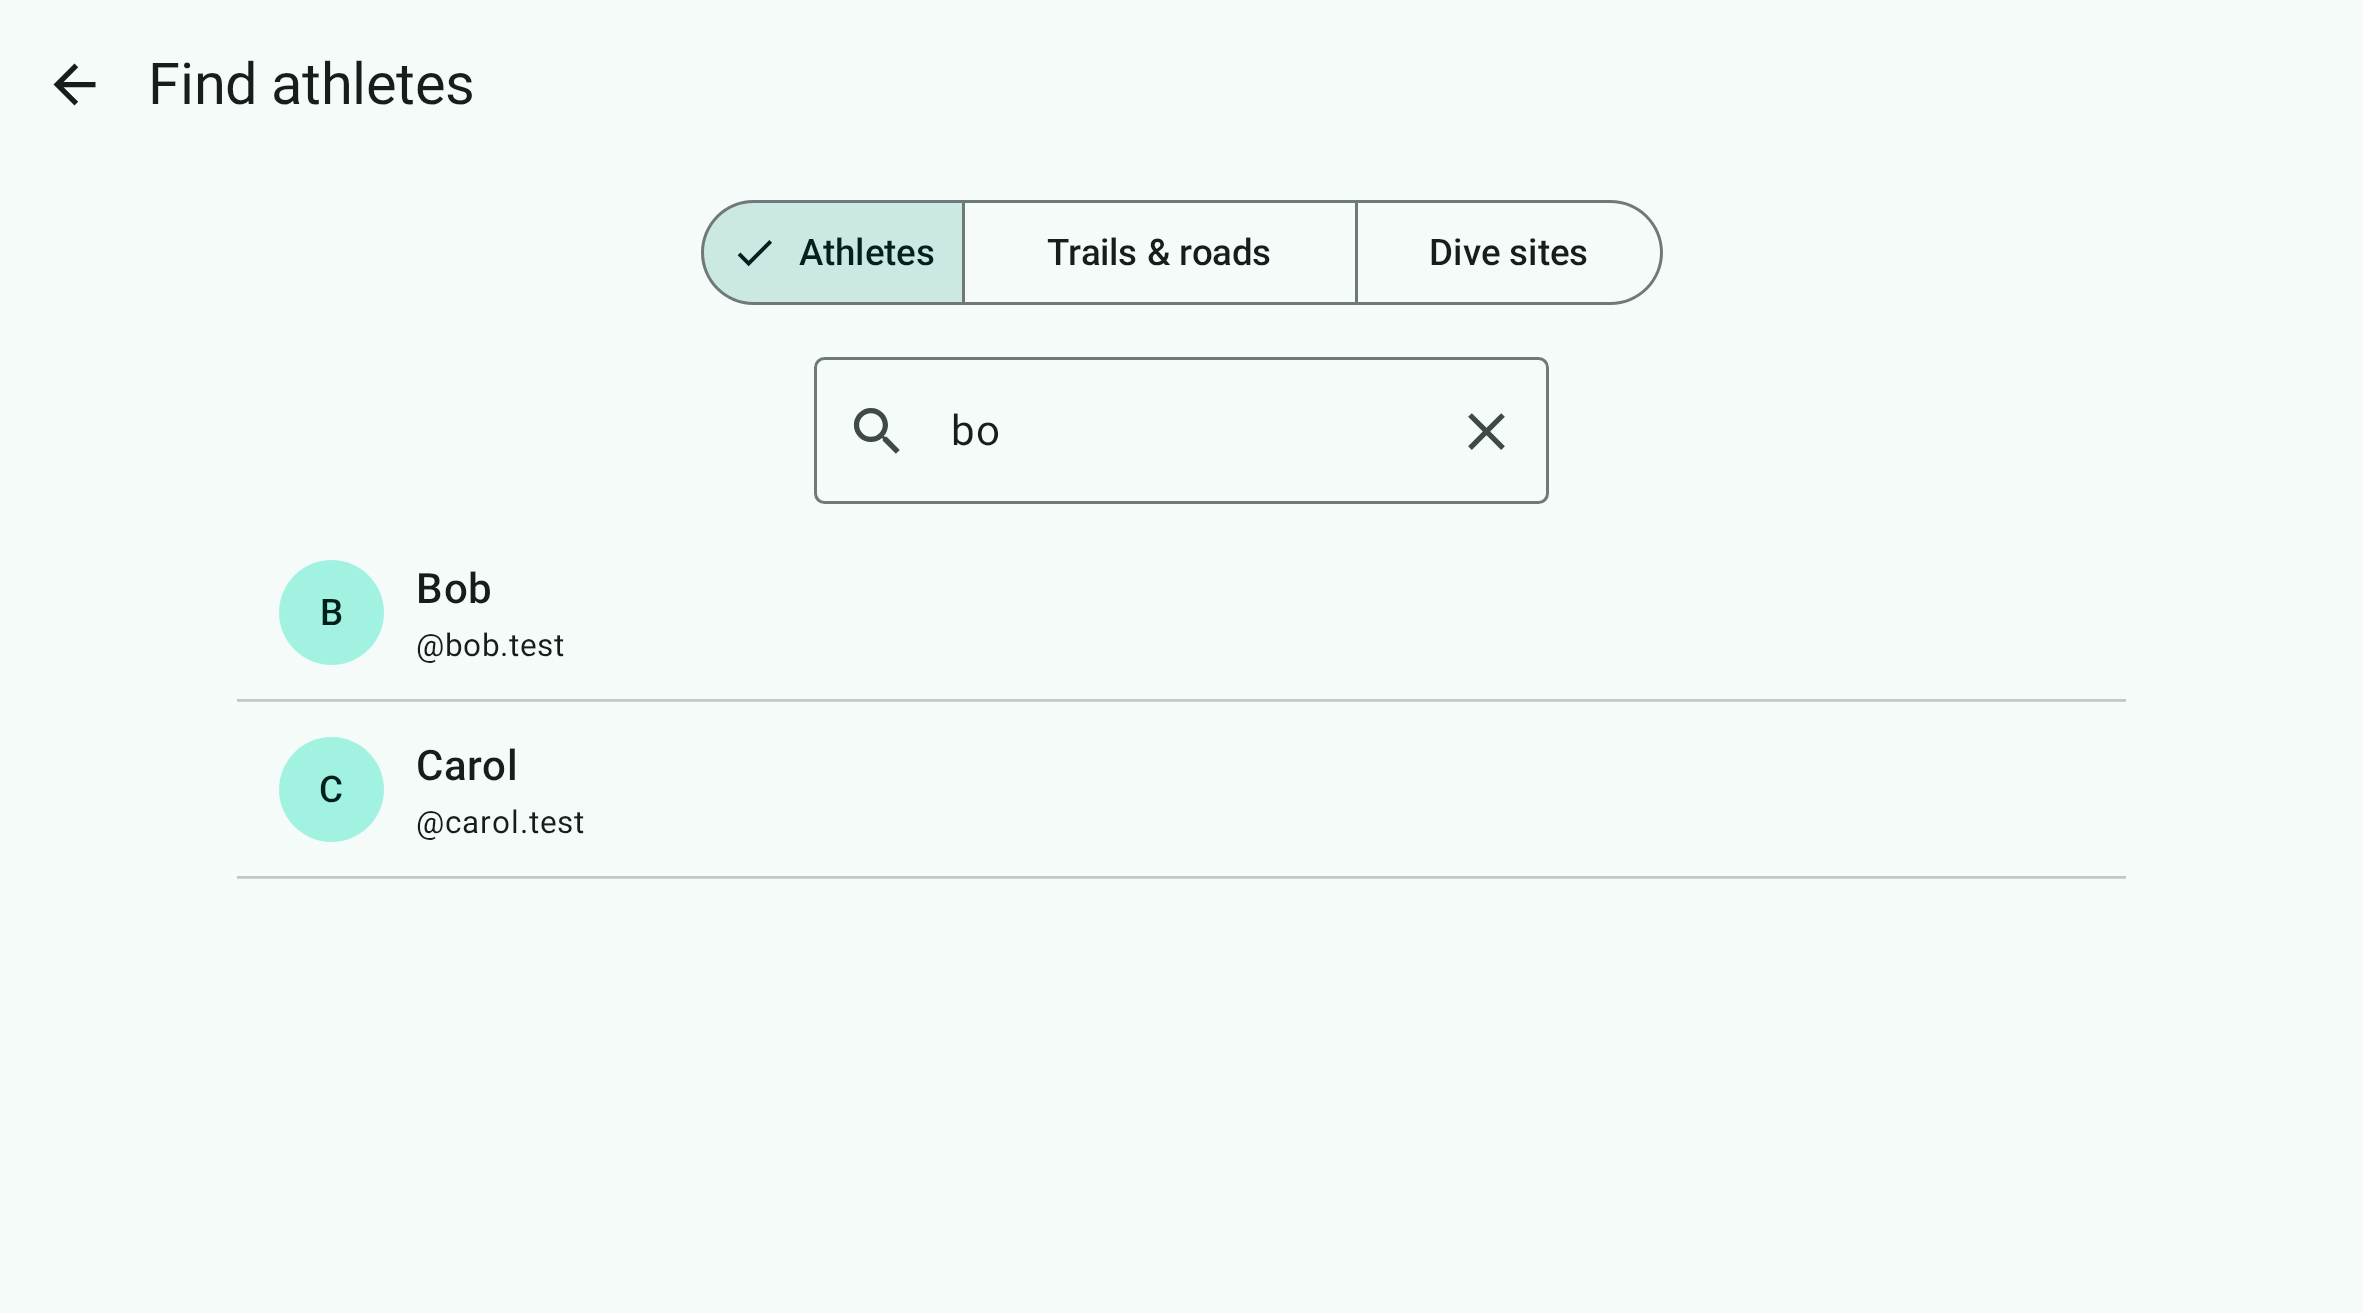 Find athletes
Athletes
Trails & roads
Dive sites
bo
B
Bob
@bob.test
C
Carol
@carol.test